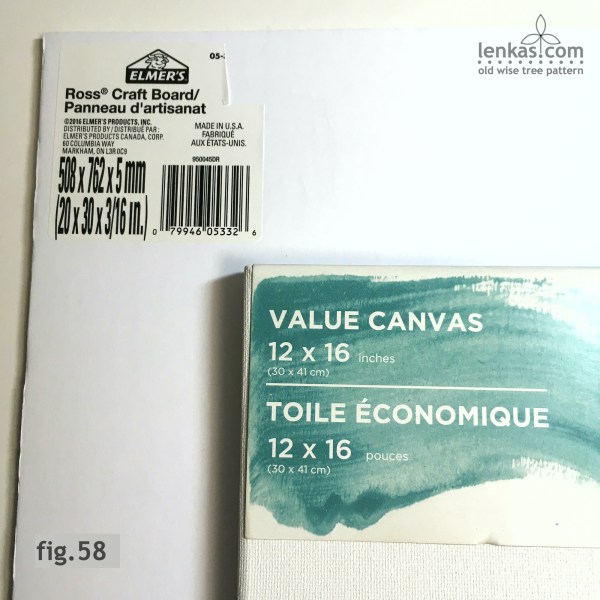 lenkas.com
old wise tree pattern
05-
ELMER'S
Ross® Craft Board/
Panneau d'artisanat
©2016 ELMER'S PRODUCTS, INC.
DISTRIBUTED BY / DISTRIBUÉ PAR :
ELMER'S PRODUCTS CANADA, CORP.
60 COLUMBIA WAY
MARKHAM, ON L3R 0C9
MADE IN U.S.A.
FABRIQUÉ
AUX ÉTATS-UNIS.
950045DR
508 x 762 x 5 mm
(20 x 30 x 3/16 in.)
0 79946 05332 6
VALUE CANVAS
12 x 16 inches
(30 x 41 cm)
TOILE ÉCONOMIQUE
12 x 16 pouces
(30 x 41 cm)
fig.58